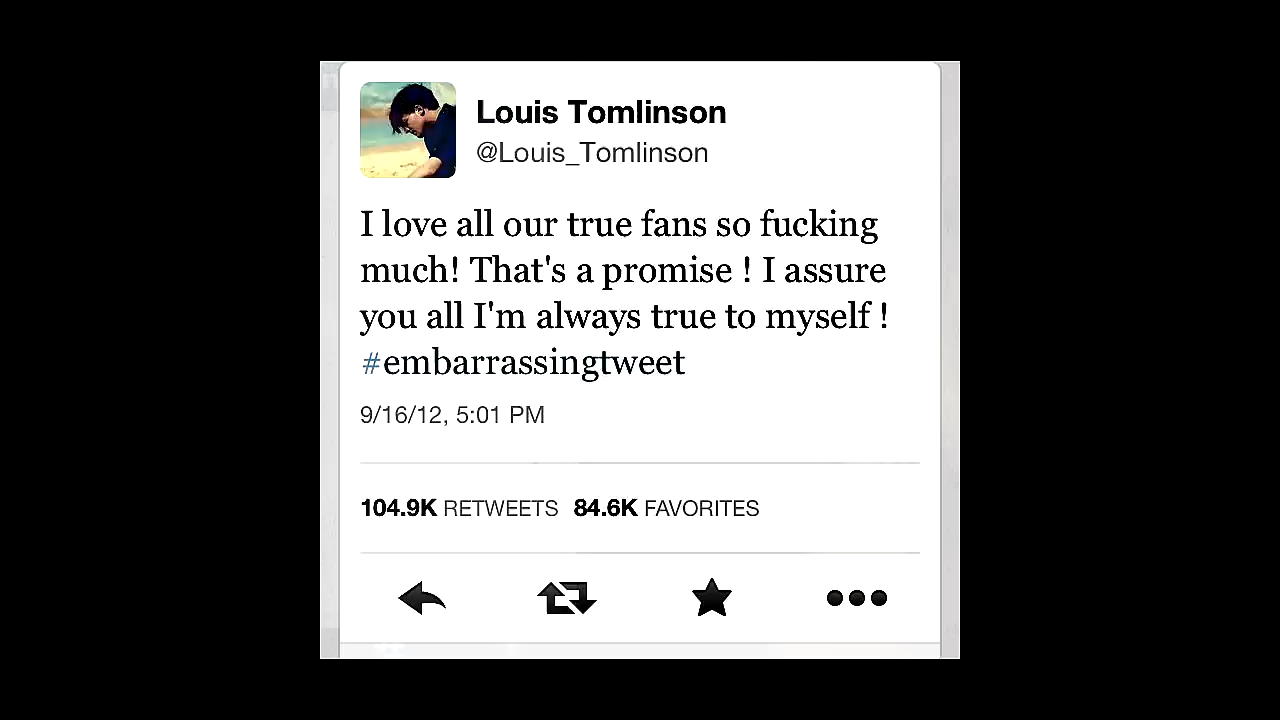 Louis Tomlinson
@Louis_Tomlinson
I love all our true fans so fucking
much! That's a promise ! I assure
you all I'm always true to myself !
#embarrassingtweet
9/16/12, 5:01 PM
104.9K RETWEETS 84.6K FAVORITES